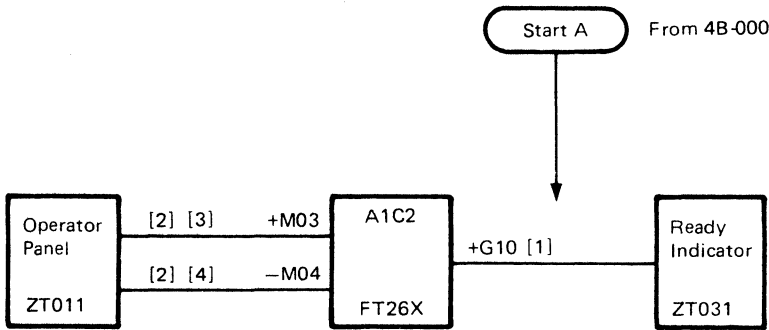 Start A
From 4B-000
Operator
Panel
ZT011
[2] [3] +M03
[2] [4] −M04
A1C2
FT26X
+G10 [1]
Ready
Indicator
ZT031